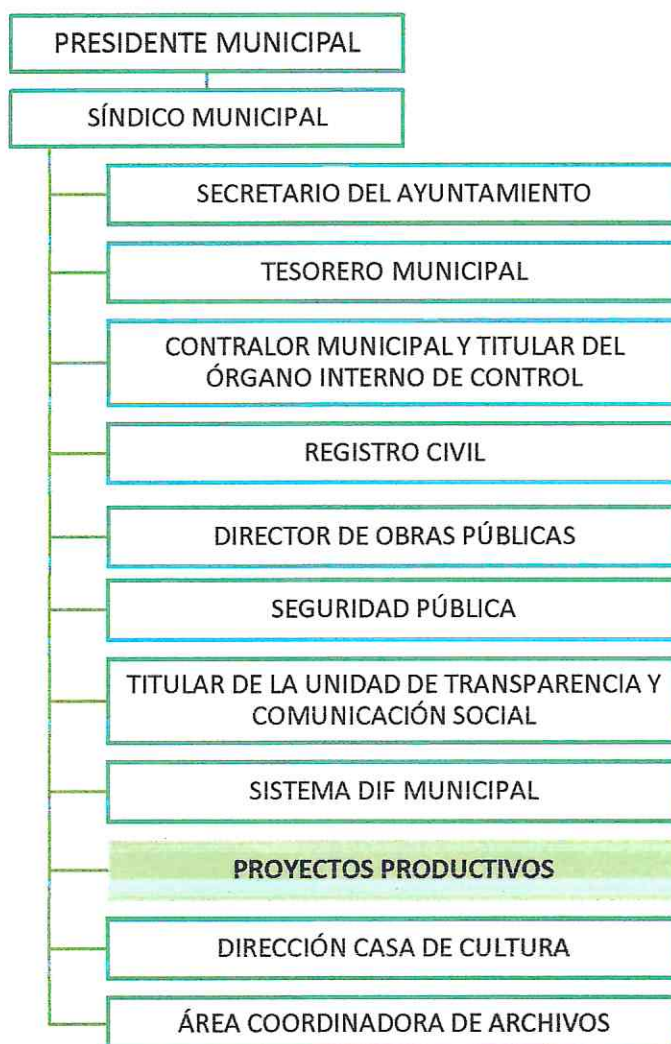 PRESIDENTE MUNICIPAL
SÍNDICO MUNICIPAL
SECRETARIO DEL AYUNTAMIENTO
TESORERO MUNICIPAL
CONTRALOR MUNICIPAL Y TITULAR DEL
ÓRGANO INTERNO DE CONTROL
REGISTRO CIVIL
DIRECTOR DE OBRAS PÚBLICAS
SEGURIDAD PÚBLICA
TITULAR DE LA UNIDAD DE TRANSPARENCIA Y
COMUNICACIÓN SOCIAL
SISTEMA DIF MUNICIPAL
PROYECTOS PRODUCTIVOS
DIRECCIÓN CASA DE CULTURA
ÁREA COORDINADORA DE ARCHIVOS